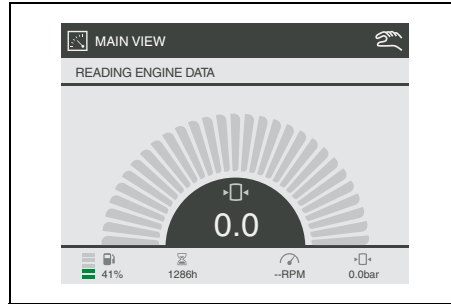 MAIN VIEW
READING ENGINE DATA
0.0
41% 1286h --RPM 0.0bar